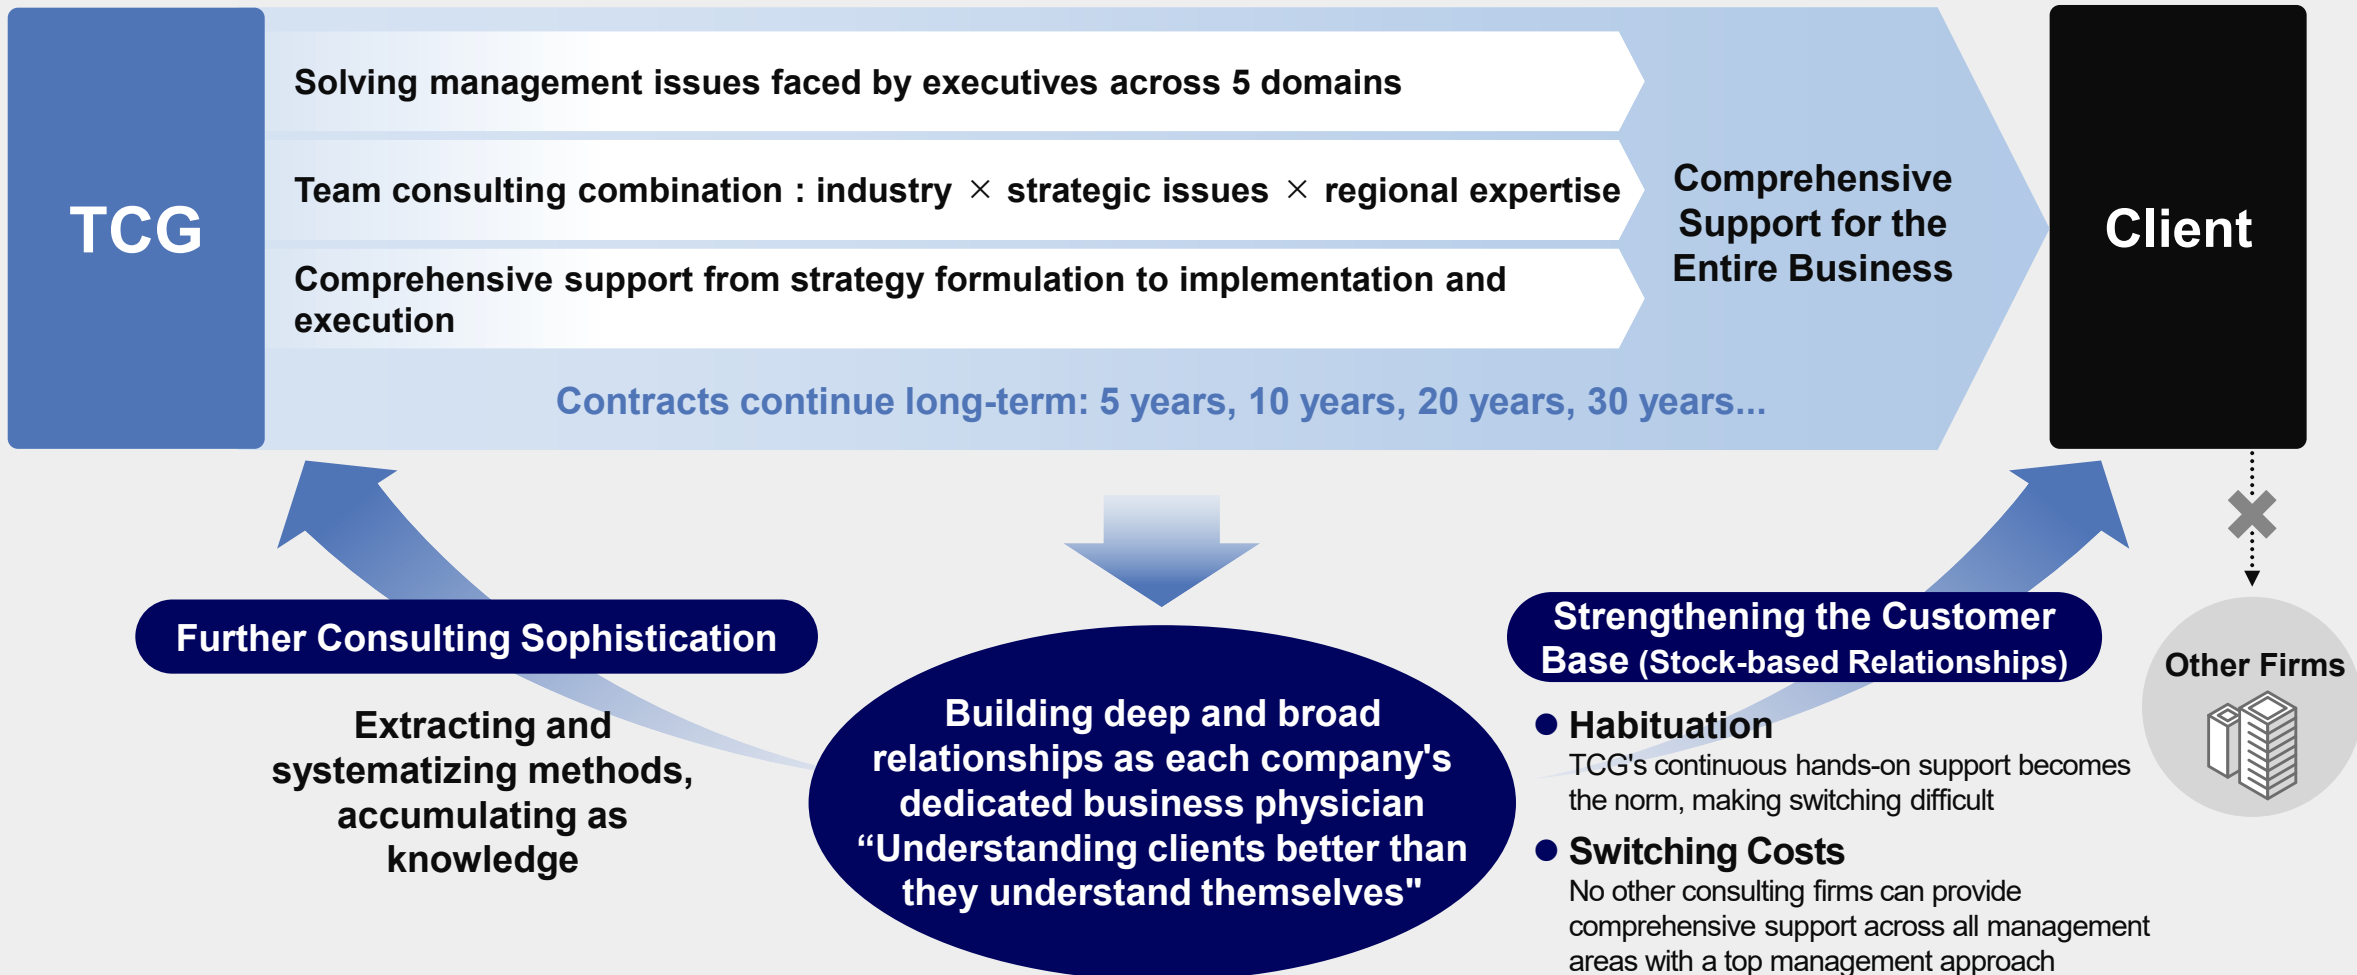 TCG
Solving management issues faced by executives across 5 domains
Team consulting combination : industry × strategic issues × regional expertise
Comprehensive support from strategy formulation to implementation and
execution
Comprehensive
Support for the
Entire Business
Contracts continue long-term: 5 years, 10 years, 20 years, 30 years...
Client
Further Consulting Sophistication
Extracting and
systematizing methods,
accumulating as
knowledge
Building deep and broad
relationships as each company's
dedicated business physician
“Understanding clients better than
they understand themselves"
Strengthening the Customer
Base (Stock-based Relationships)
● Habituation
TCG's continuous hands-on support becomes
the norm, making switching difficult
● Switching Costs
No other consulting firms can provide
comprehensive support across all management
areas with a top management approach
Other Firms